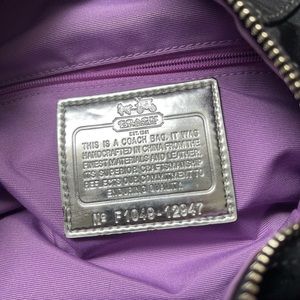 COACH
EST. 1941
THIS IS A COACH BAG. IT WAS
HANDCRAFTED IN CHINA FROM THE
FINEST MATERIALS AND LEATHER.
ITS SUPERIOR CRAFTSMANSHIP
REFLECTS OUR COMMITMENT TO
ENDURING QUALITY.
Nº F1049-12947